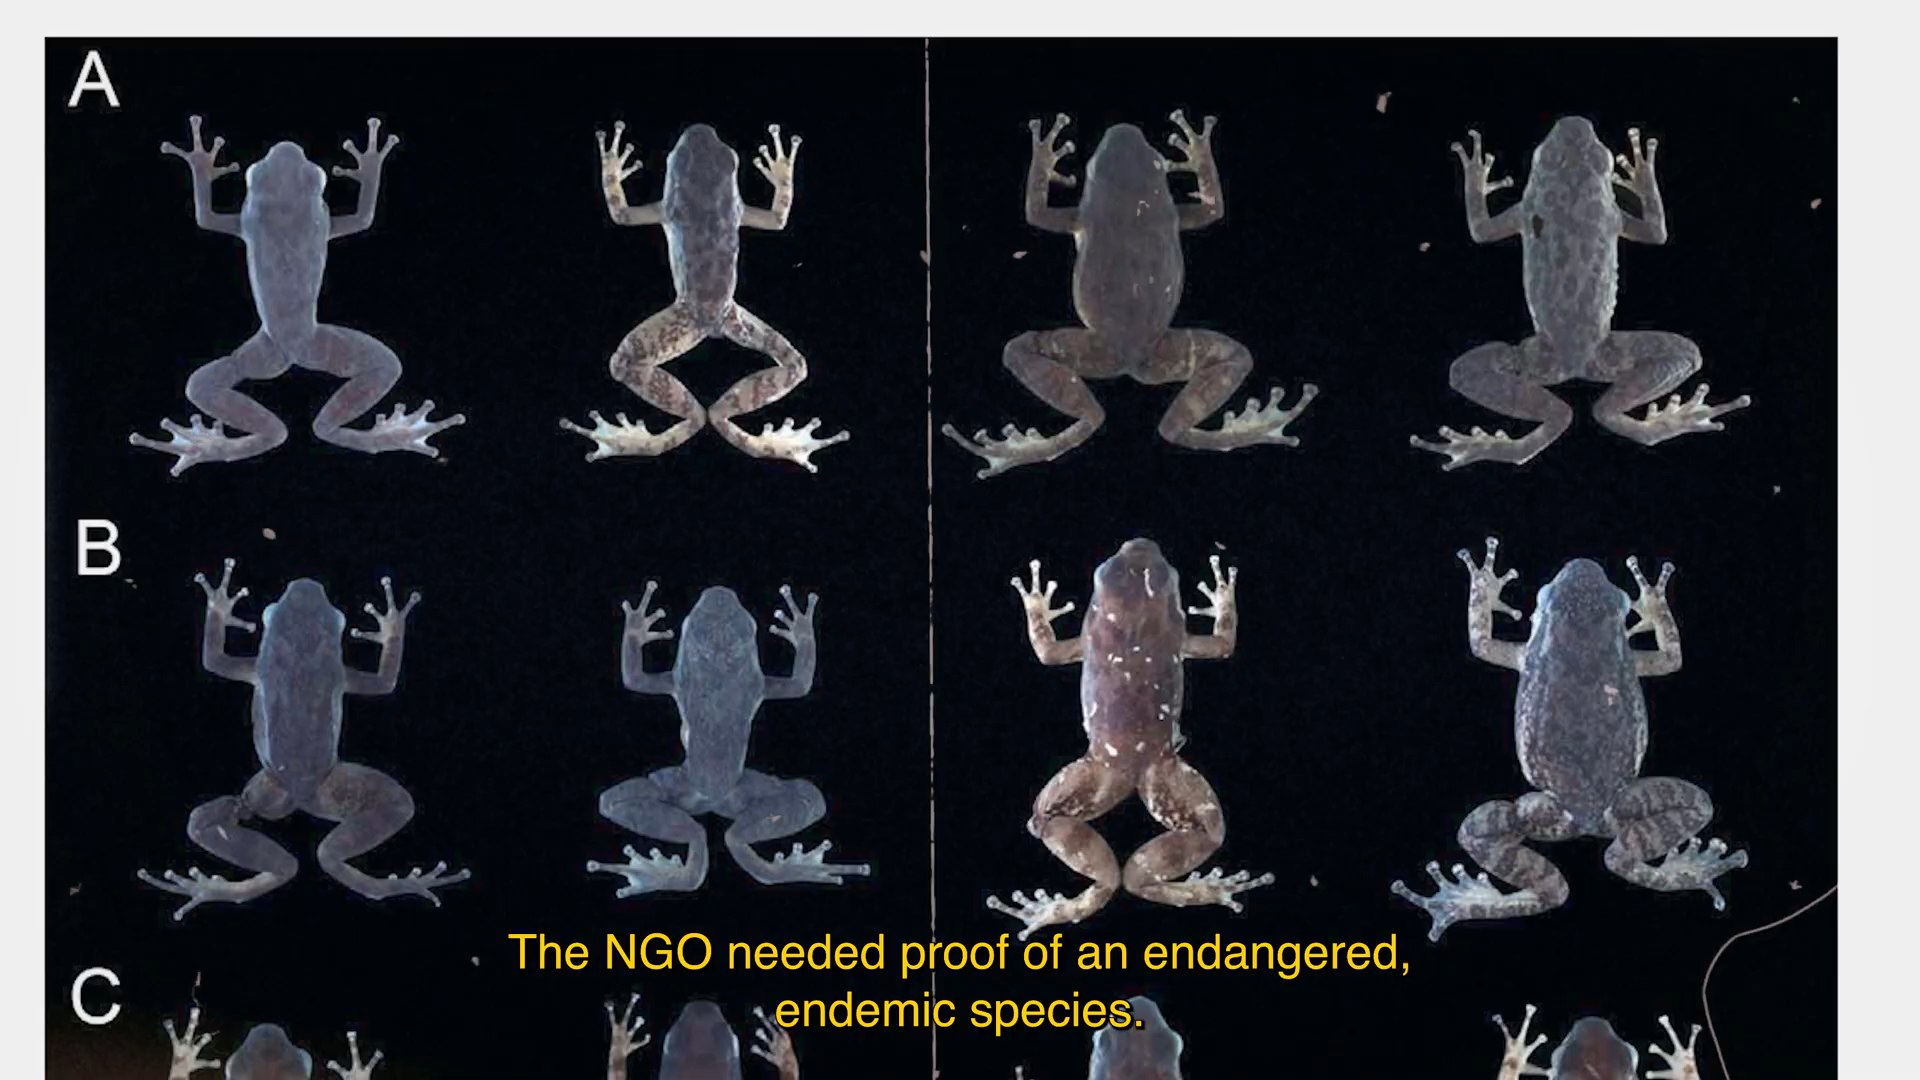 A
B
The NGO needed proof of an endangered,
endemic species.
C